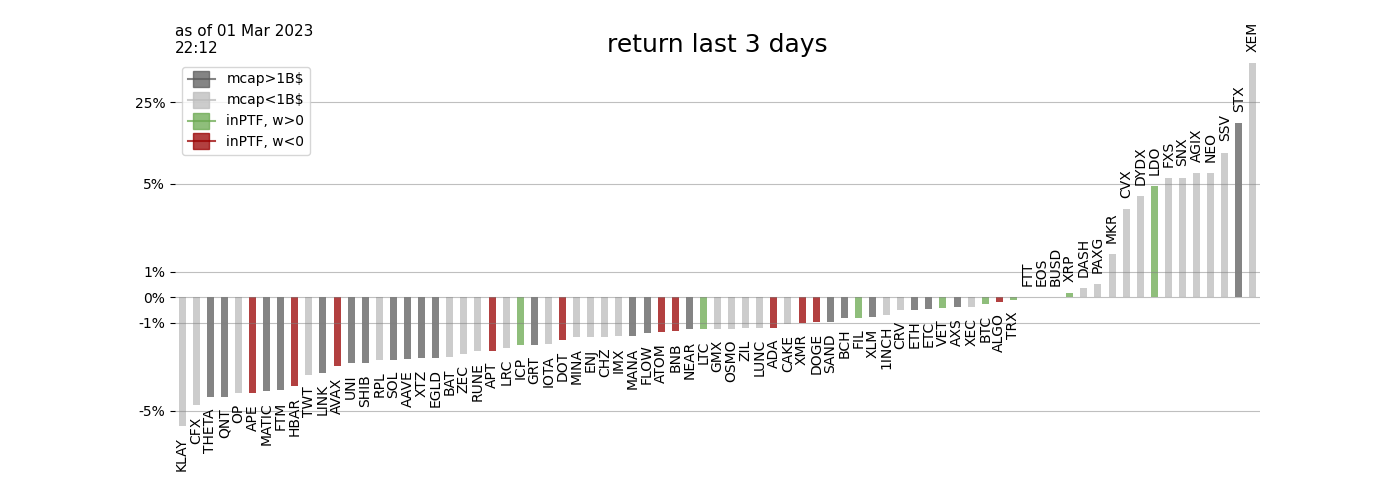 as of 01 Mar 2023
22:12
return last 3 days
mcap>1B$
mcap<1B$
inPTF, w>0
inPTF, w<0
25%
5%
1%
0%
-1%
-5%
KLAY
CFX
THETA
QNT
OP
APE
MATIC
FTM
HBAR
TWT
LINK
AVAX
UNI
SHIB
RPL
SOL
AAVE
XTZ
EGLD
BAT
ZEC
RUNE
APT
LRC
ICP
GRT
IOTA
DOT
MINA
ENJ
CHZ
IMX
MANA
FLOW
ATOM
BNB
NEAR
LTC
GMX
OSMO
ZIL
LUNC
ADA
CAKE
XMR
DOGE
SAND
BCH
FIL
XLM
1INCH
CRV
ETH
ETC
VET
AXS
XEC
BTC
ALGO
TRX
FTT
EOS
BUSD
XRP
DASH
PAXG
MKR
CVX
DYDX
LDO
FXS
SNX
AGIX
NEO
SSV
STX
XEM